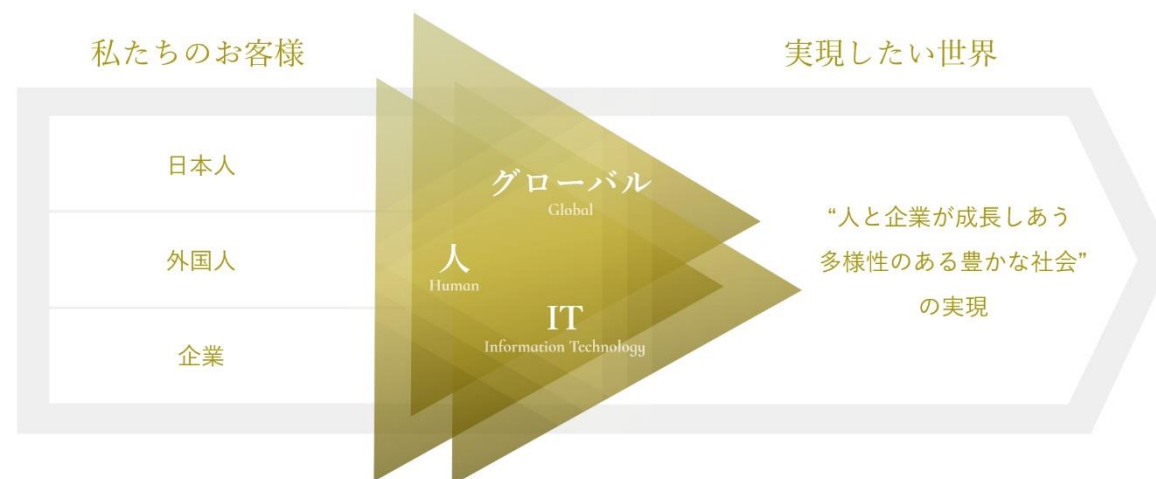 私たちのお客様
実現したい世界
日本人
外国人
企業
グローバル
Global
人
Human
IT
Information Technology
“人と企業が成長しあう
多様性のある豊かな社会”
の実現